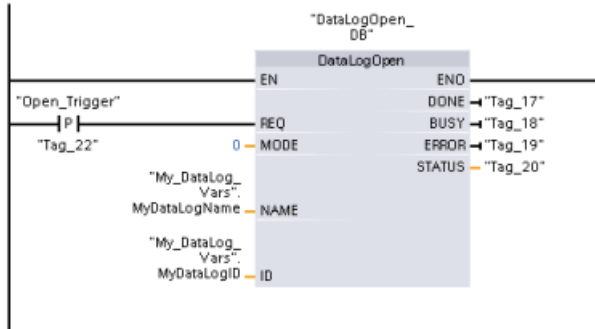 "DataLogOpen_
DB"
DataLogOpen
EN ENO
"Open_Trigger" DONE "Tag_17"
P REQ BUSY "Tag_18"
"Tag_22" 0 MODE ERROR "Tag_19"
STATUS "Tag_20"
"My_DataLog_
Vars".
MyDataLogName NAME
"My_DataLog_
Vars".
MyDataLogID ID